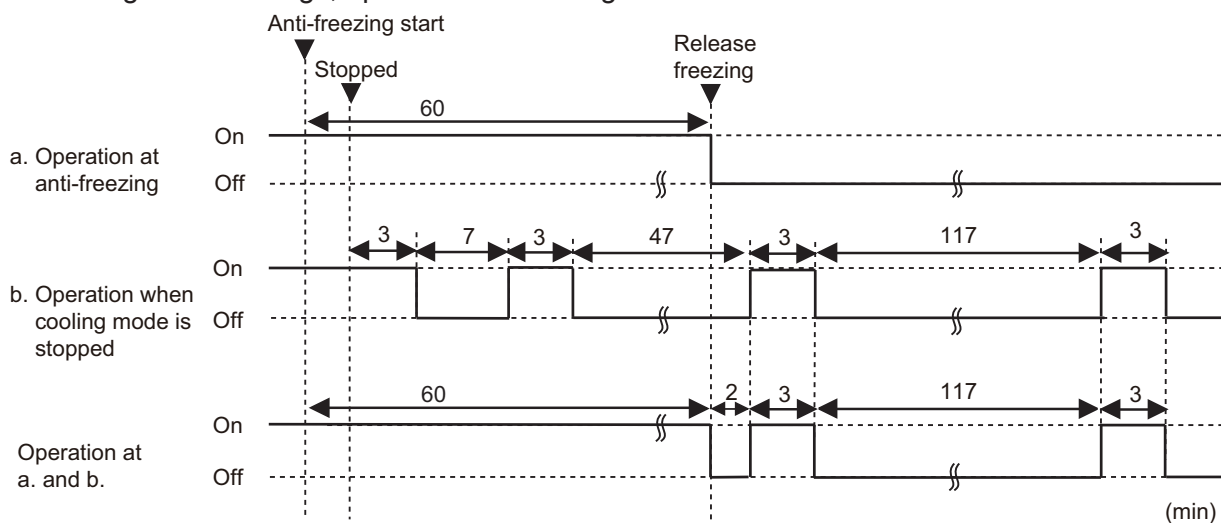 Anti-freezing start
Stopped
Release
freezing
60
On
a. Operation at
anti-freezing
Off
3 7 3 47 3 117 3
On
b. Operation when
cooling mode is
stopped
Off
60 2 3 117 3
On
Operation at
a. and b.
Off
(min)